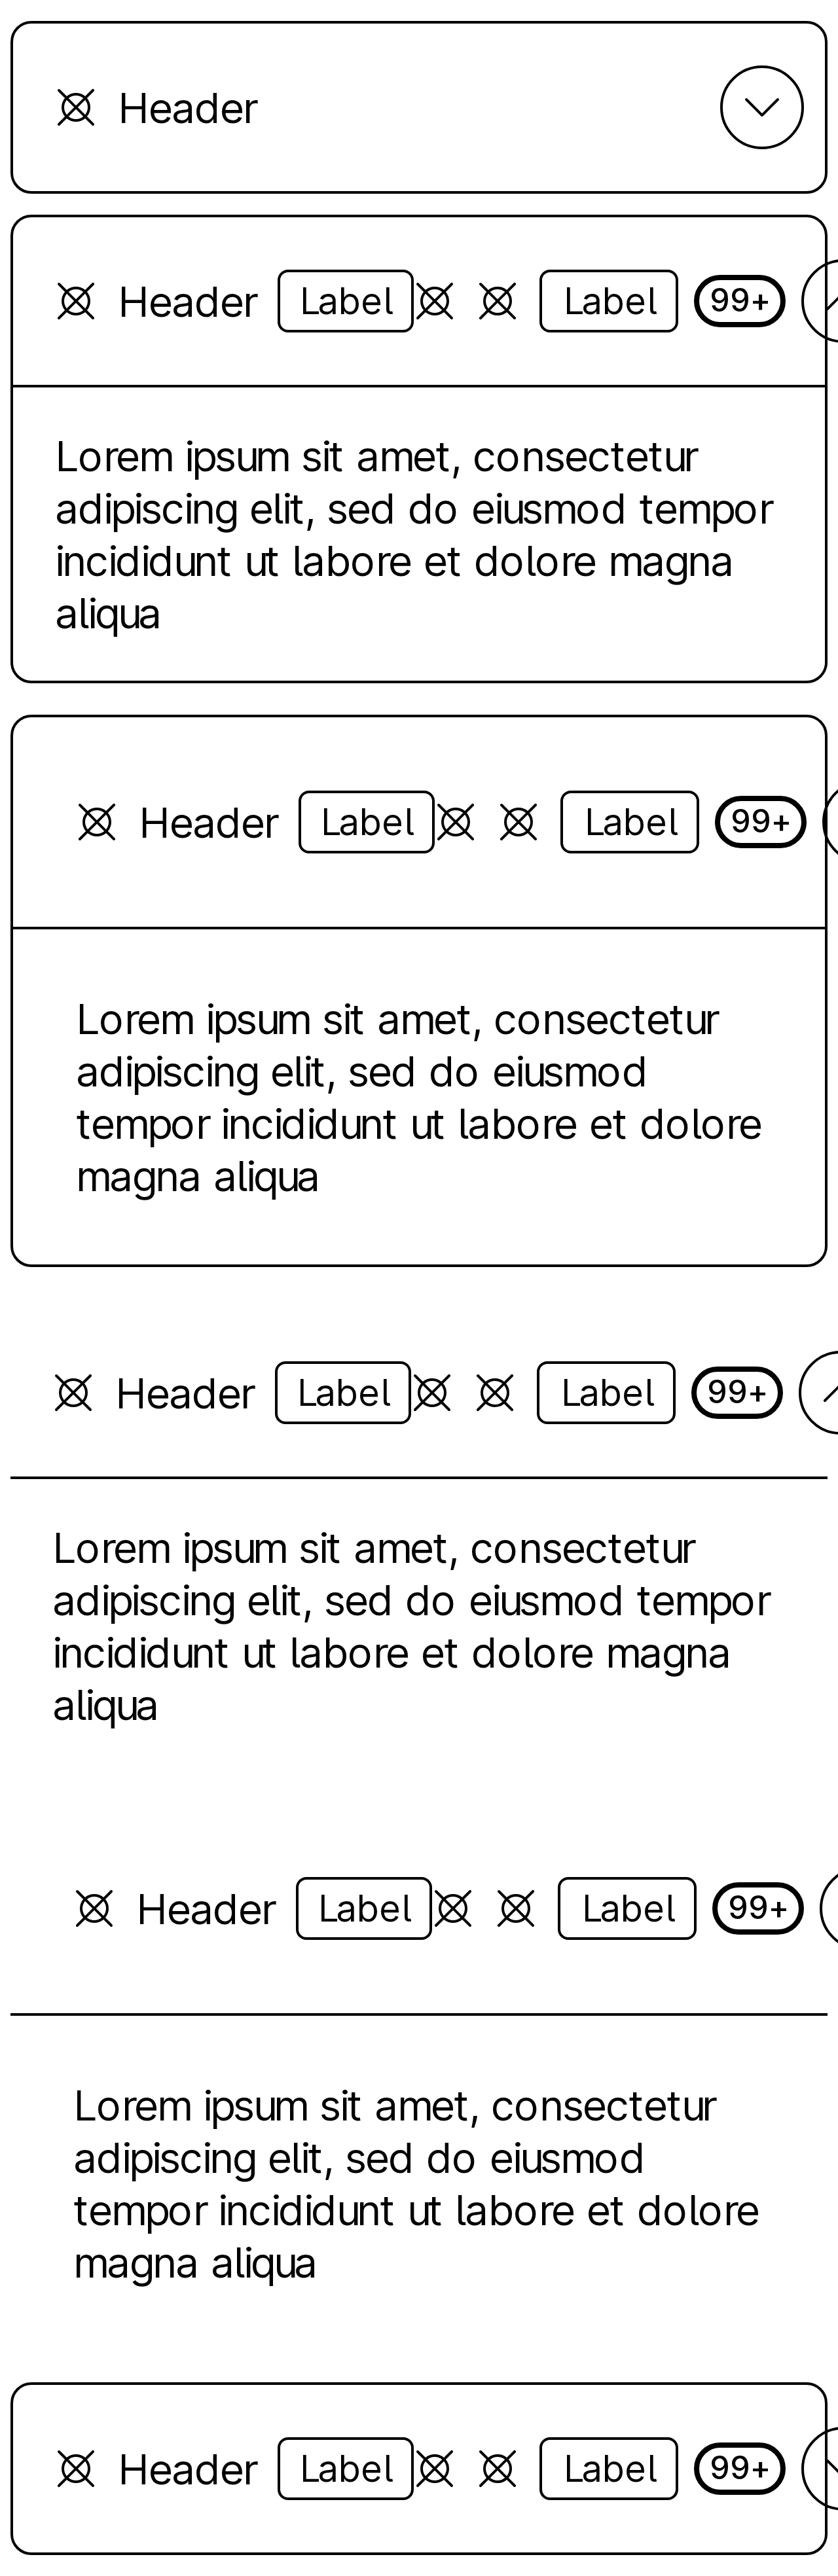 Header
Header Label Label 99+
Lorem ipsum sit amet, consectetur
adipiscing elit, sed do eiusmod tempor
incididunt ut labore et dolore magna
aliqua
Header Label Label 99+
Lorem ipsum sit amet, consectetur
adipiscing elit, sed do eiusmod
tempor incididunt ut labore et dolore
magna aliqua
Header Label Label 99+
Lorem ipsum sit amet, consectetur
adipiscing elit, sed do eiusmod tempor
incididunt ut labore et dolore magna
aliqua
Header Label Label 99+
Lorem ipsum sit amet, consectetur
adipiscing elit, sed do eiusmod
tempor incididunt ut labore et dolore
magna aliqua
Header Label Label 99+